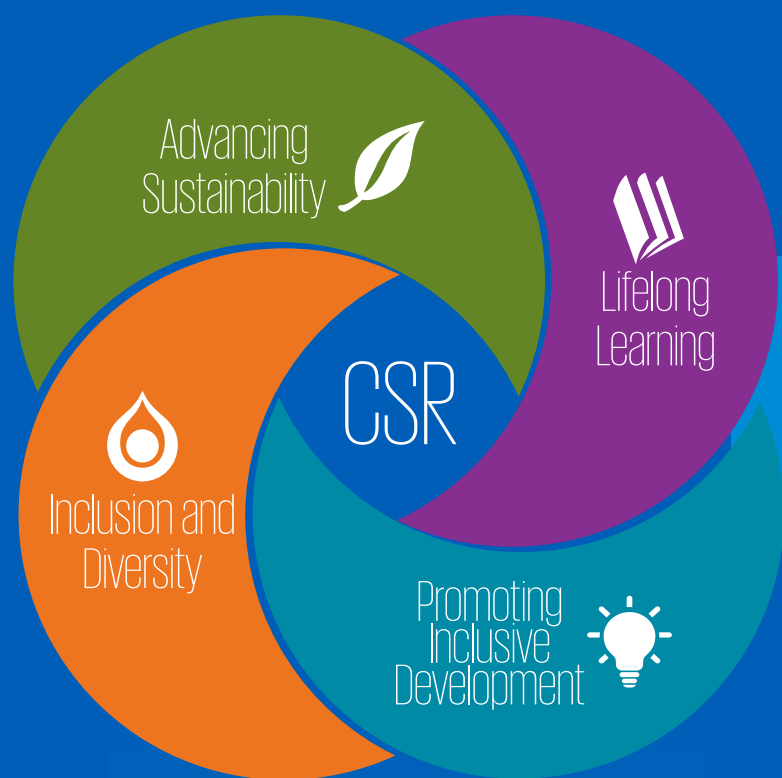 Advancing
Sustainability
Lifelong
Learning
CSR
Inclusion and
Diversity
Promoting
Inclusive
Development